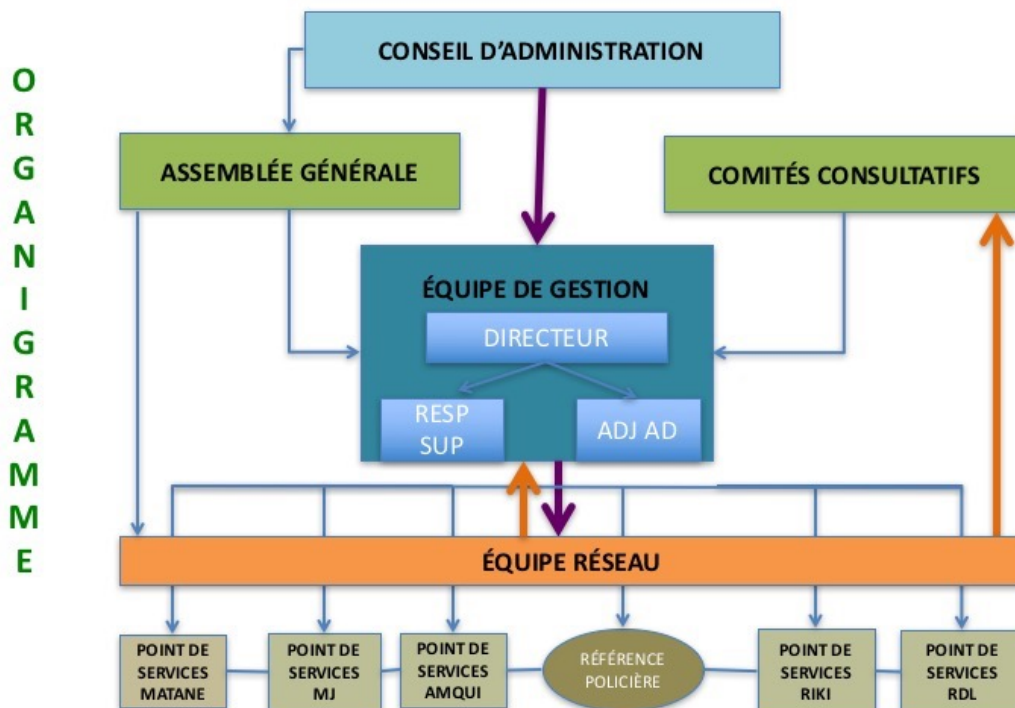 ORGANIGRAMME
CONSEIL D'ADMINISTRATION
ASSEMBLÉE GÉNÉRALE
COMITÉS CONSULTATIFS
ÉQUIPE DE GESTION
DIRECTEUR
RESP
SUP
ADJ AD
ÉQUIPE RÉSEAU
POINT DE
SERVICES
MATANE
POINT DE
SERVICES
MJ
POINT DE
SERVICES
AMQUI
RÉFÉRENCE
POLICIÈRE
POINT DE
SERVICES
RIKI
POINT DE
SERVICES
RDL